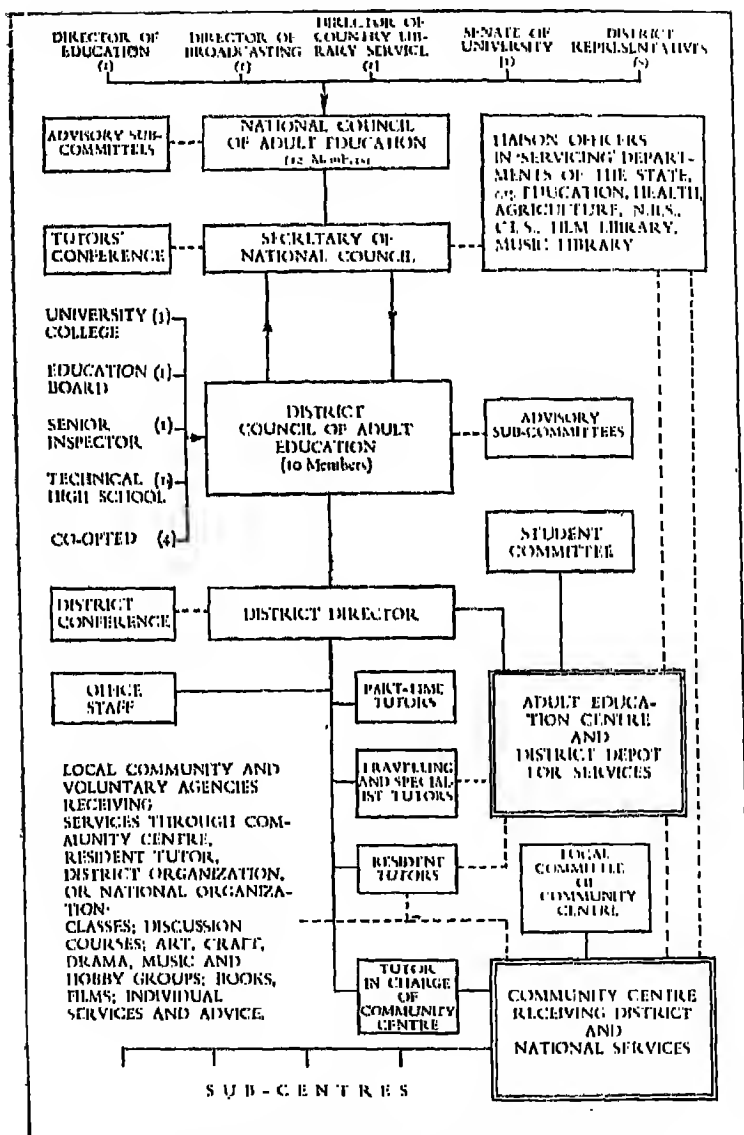 DIRECTOR OF EDUCATION (1)
DIRECTOR OF BROADCASTING (1)
DIRECTOR OF COUNTRY LIBRARY SERVICE (1)
SENATE OF UNIVERSITY (1)
DISTRICT REPRESENTATIVES
ADVISORY SUB-
COMMITTEES
NATIONAL COUNCIL
OF ADULT EDUCATION
(12 Members)
LIAISON OFFICERS
IN 'SERVICING' DEPART-
MENTS OF THE STATE,
e.g. EDUCATION, HEALTH,
AGRICULTURE, N.B.S.,
C.L.S., FILM LIBRARY,
MUSIC LIBRARY
TUTORS'
CONFERENCE
SECRETARY OF
NATIONAL COUNCIL
UNIVERSITY (1)
COLLEGE
EDUCATION (1)
BOARD
SENIOR (1)
INSPECTOR
TECHNICAL (1)
HIGH SCHOOL
CO-OPTED (4)
DISTRICT
COUNCIL OF ADULT
EDUCATION
(10 Members)
ADVISORY
SUB-COMMITTEES
STUDENT
COMMITTEE
DISTRICT
CONFERENCE
DISTRICT DIRECTOR
OFFICE
STAFF
PART-TIME
TUTORS
ADULT EDUCA-
TION CENTRE
AND
DISTRICT DEPOT
FOR SERVICES
TRAVELLING
AND SPECIAL-
IST TUTORS
RESIDENT
TUTORS
LOCAL COMMUNITY AND
VOLUNTARY AGENCIES
RECEIVING
SERVICES THROUGH COM-
MUNITY CENTRE,
RESIDENT TUTOR,
DISTRICT ORGANIZATION,
OR NATIONAL ORGANIZA-
TION:
CLASSES; DISCUSSION
COURSES; ART, CRAFT,
DRAMA, MUSIC AND
HOBBY GROUPS; BOOKS,
FILMS; INDIVIDUAL
SERVICES AND ADVICE.
LOCAL
COMMITTEE
OF
COMMUNITY
CENTRE
TUTOR
IN CHARGE
OF
COMMUNITY
CENTRE
COMMUNITY CENTRE
RECEIVING DISTRICT
AND
NATIONAL SERVICES
SUB-CENTRES